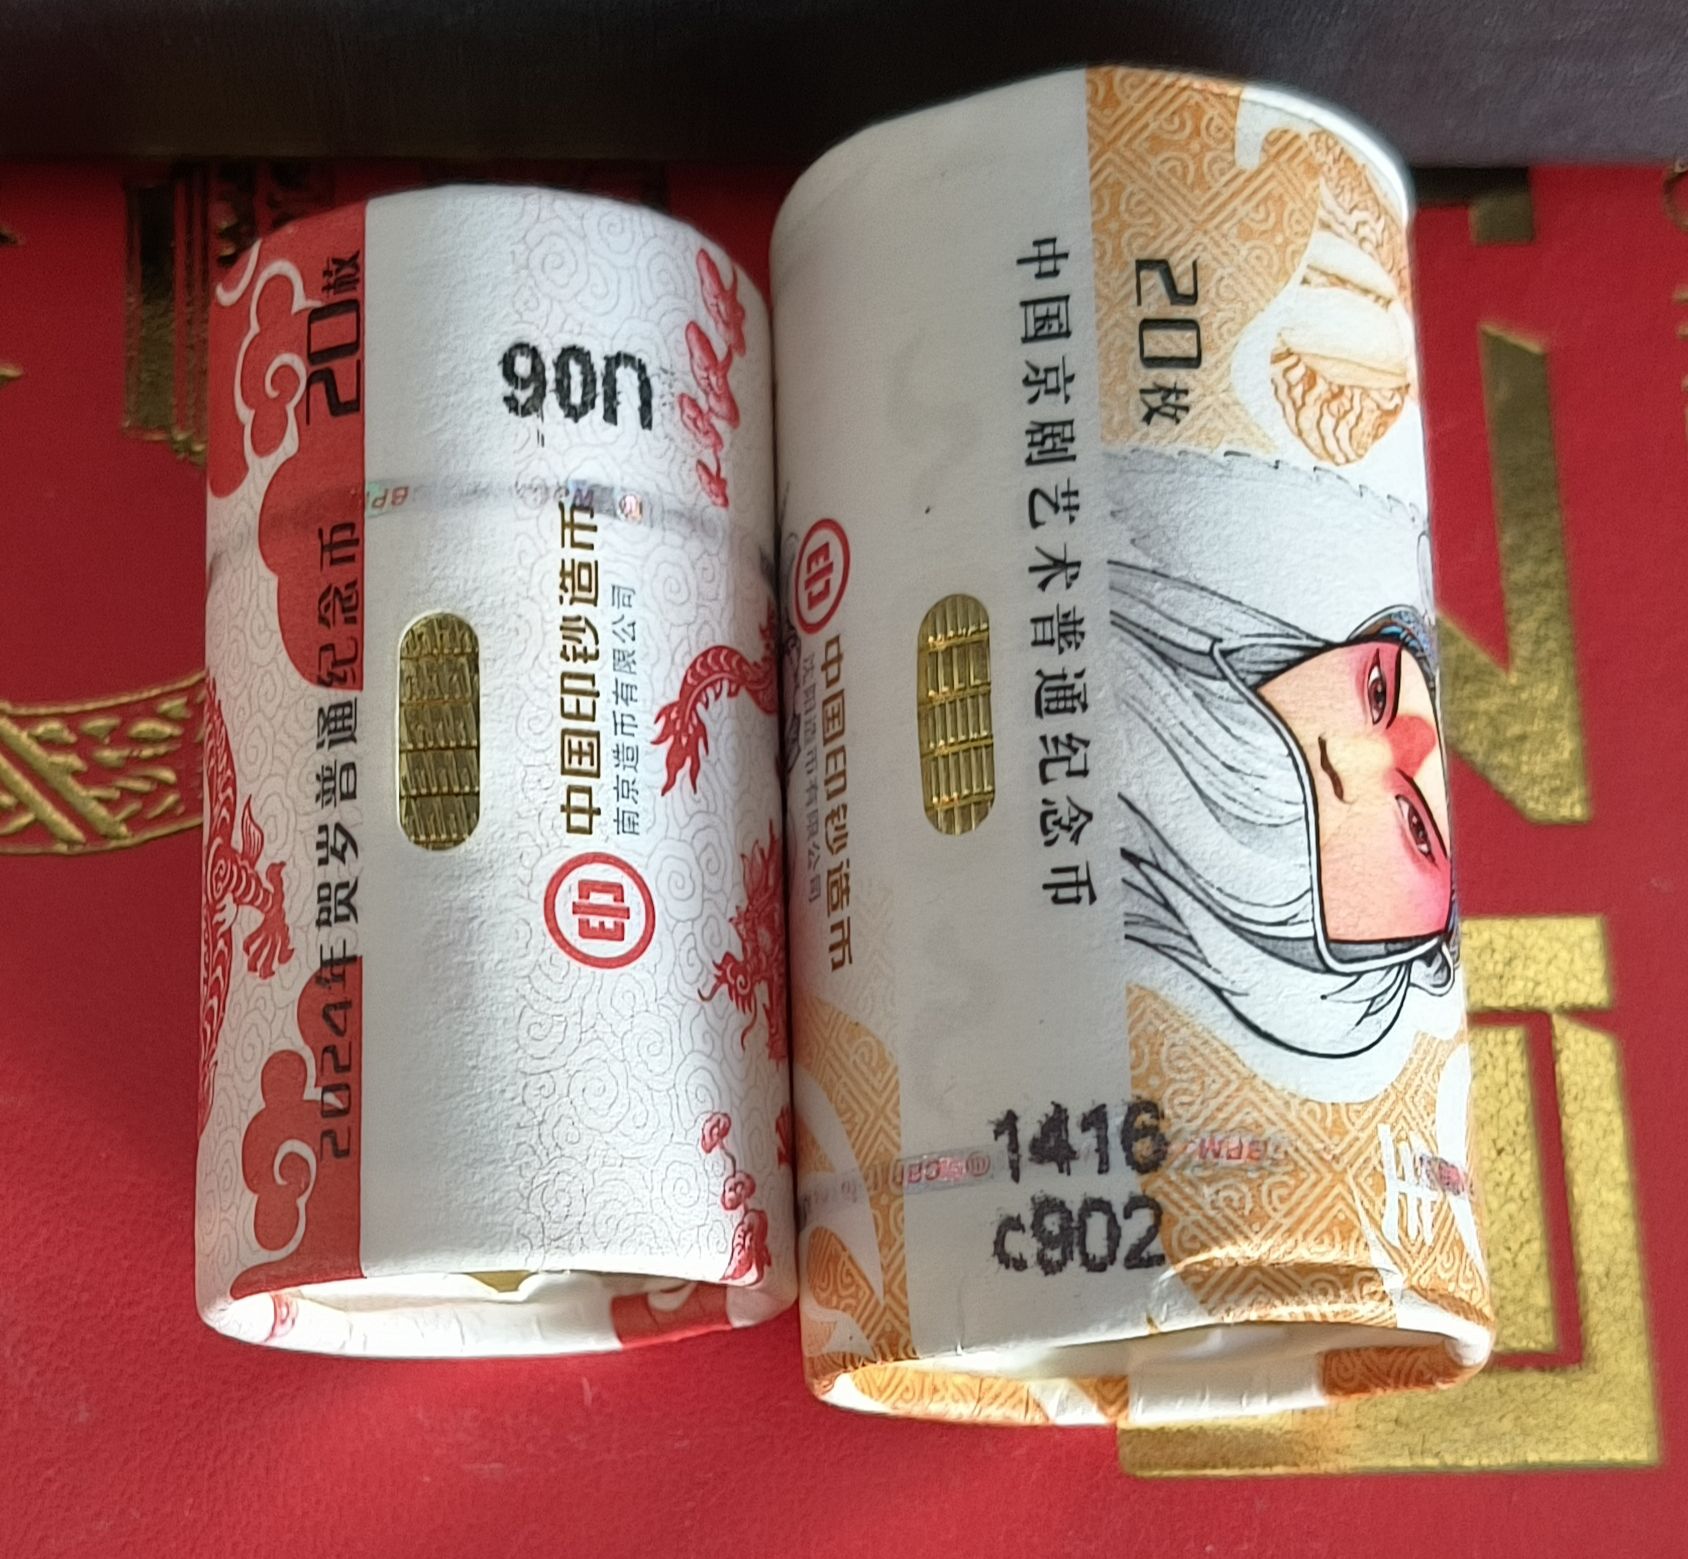 20枚
2024年贺岁普通纪念币
90n
中国印钞造币
南京造币有限公司
20枚
中国京剧艺术普通纪念币
中国印钞造币
沈阳造币有限公司
1416
c902